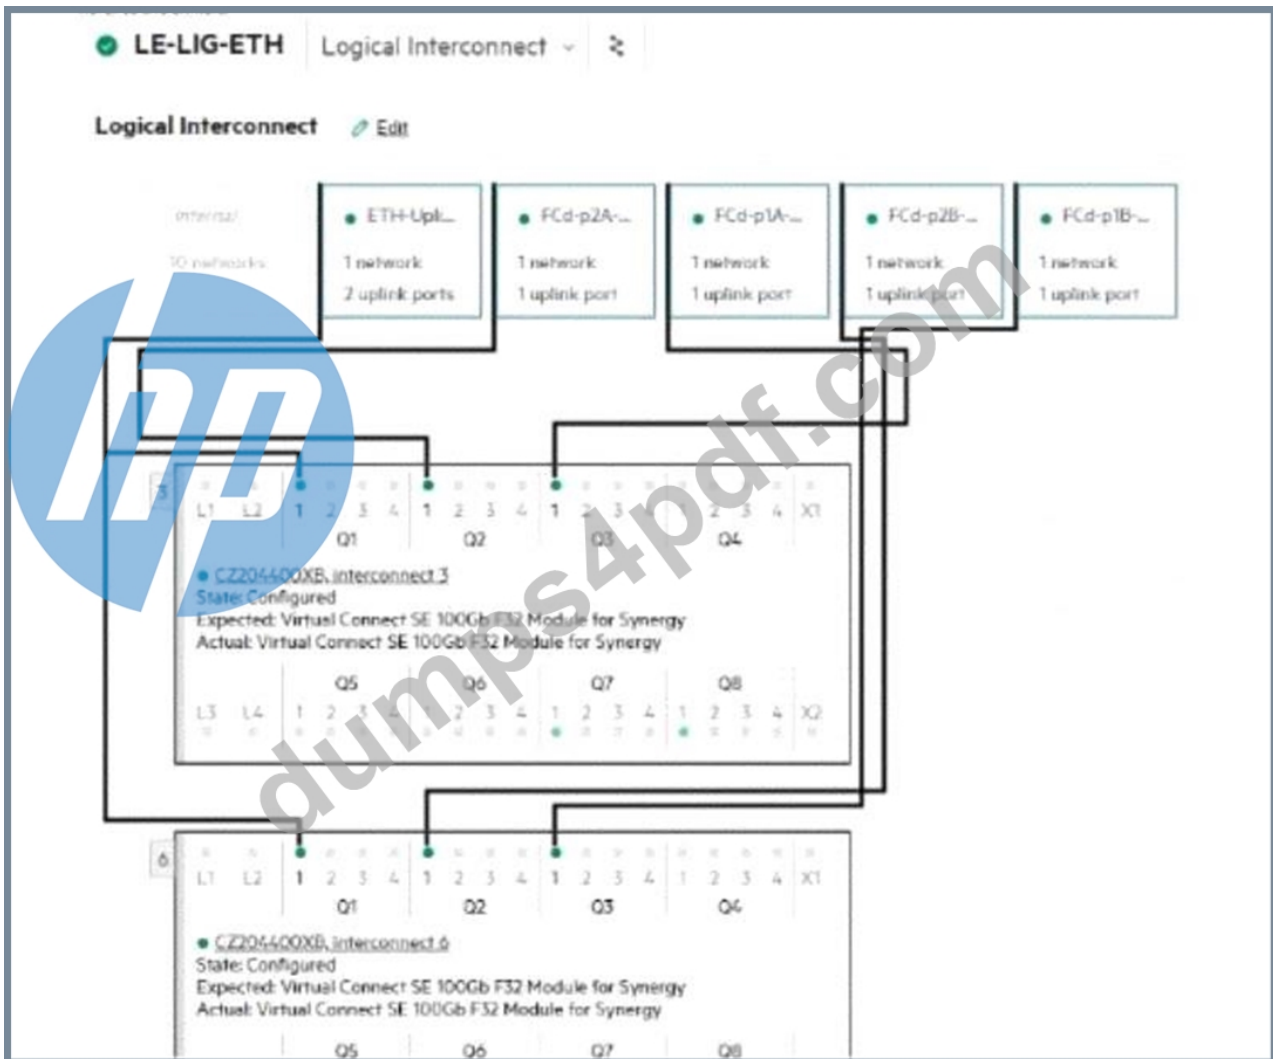 LE-LIG-ETH Logical Interconnect
Logical Interconnect Edit
Internal ETH-Upli-... FCd-p2A-... FCd-p1A-... FCd-p2B-... FCd-p1B-...
10 networks 1 network 1 network 1 network 1 network 1 network
2 uplink ports 1 uplink port 1 uplink port 1 uplink port 1 uplink port
hp
dumps4pdf.com
3
L1 L2 1 2 3 4 1 2 3 4 1 2 3 4 1 2 3 4 X1
Q1 Q2 Q3 Q4
CZ204400XB, interconnect 3
State: Configured
Expected: Virtual Connect SE 100Gb F32 Module for Synergy
Actual: Virtual Connect SE 100Gb F32 Module for Synergy
Q5 Q6 Q7 Q8
L3 L4 1 2 3 4 1 2 3 4 1 2 3 4 1 2 3 4 X2
6
L1 L2 1 2 3 4 1 2 3 4 1 2 3 4 1 2 3 4 X1
Q1 Q2 Q3 Q4
CZ204400XB, interconnect 6
State: Configured
Expected: Virtual Connect SE 100Gb F32 Module for Synergy
Actual: Virtual Connect SE 100Gb F32 Module for Synergy
Q5 Q6 Q7 Q8